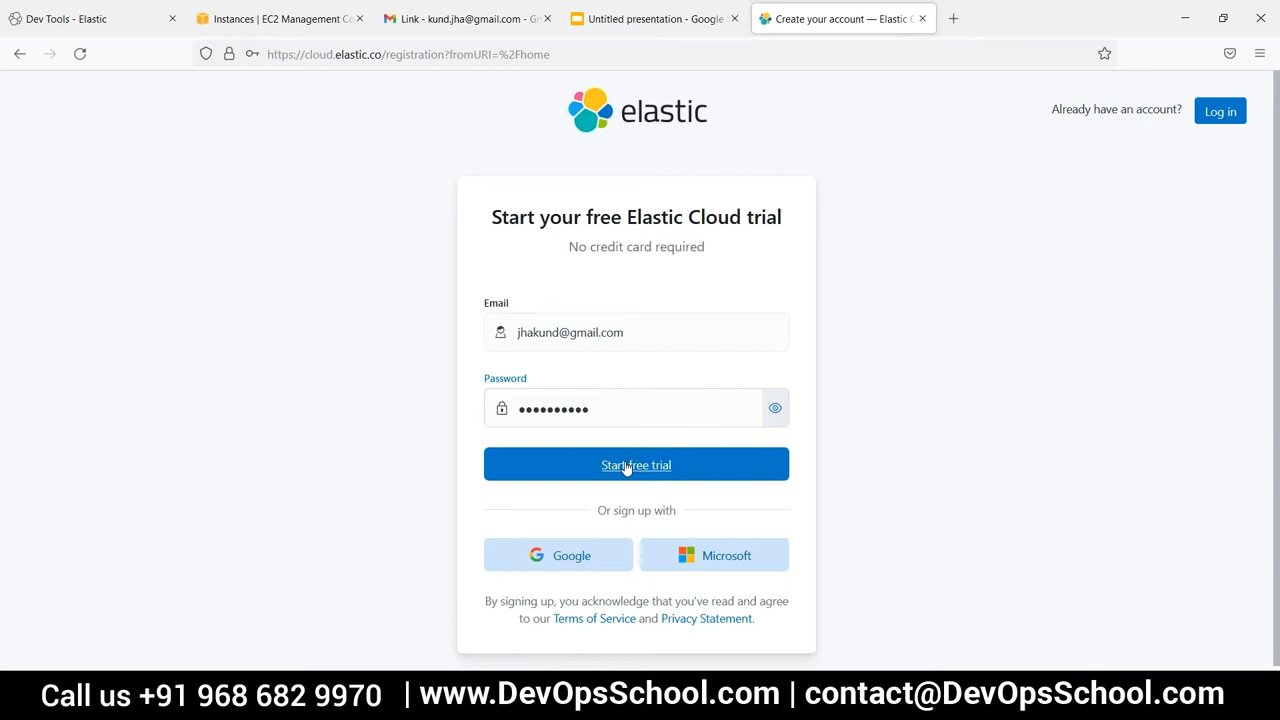 Dev Tools - Elastic
Instances | EC2 Management Co
Link - kund.jha@gmail.com - Gm
Untitled presentation - Google
Create your account — Elastic C
https://cloud.elastic.co/registration?fromURI=%2Fhome
elastic
Already have an account?
Log in
Start your free Elastic Cloud trial
No credit card required
Email
jhakund@gmail.com
Password
••••••••••
Start free trial
Or sign up with
Google
Microsoft
By signing up, you acknowledge that you've read and agree
to our Terms of Service and Privacy Statement.
Call us +91 968 682 9970 | www.DevOpsSchool.com | contact@DevOpsSchool.com